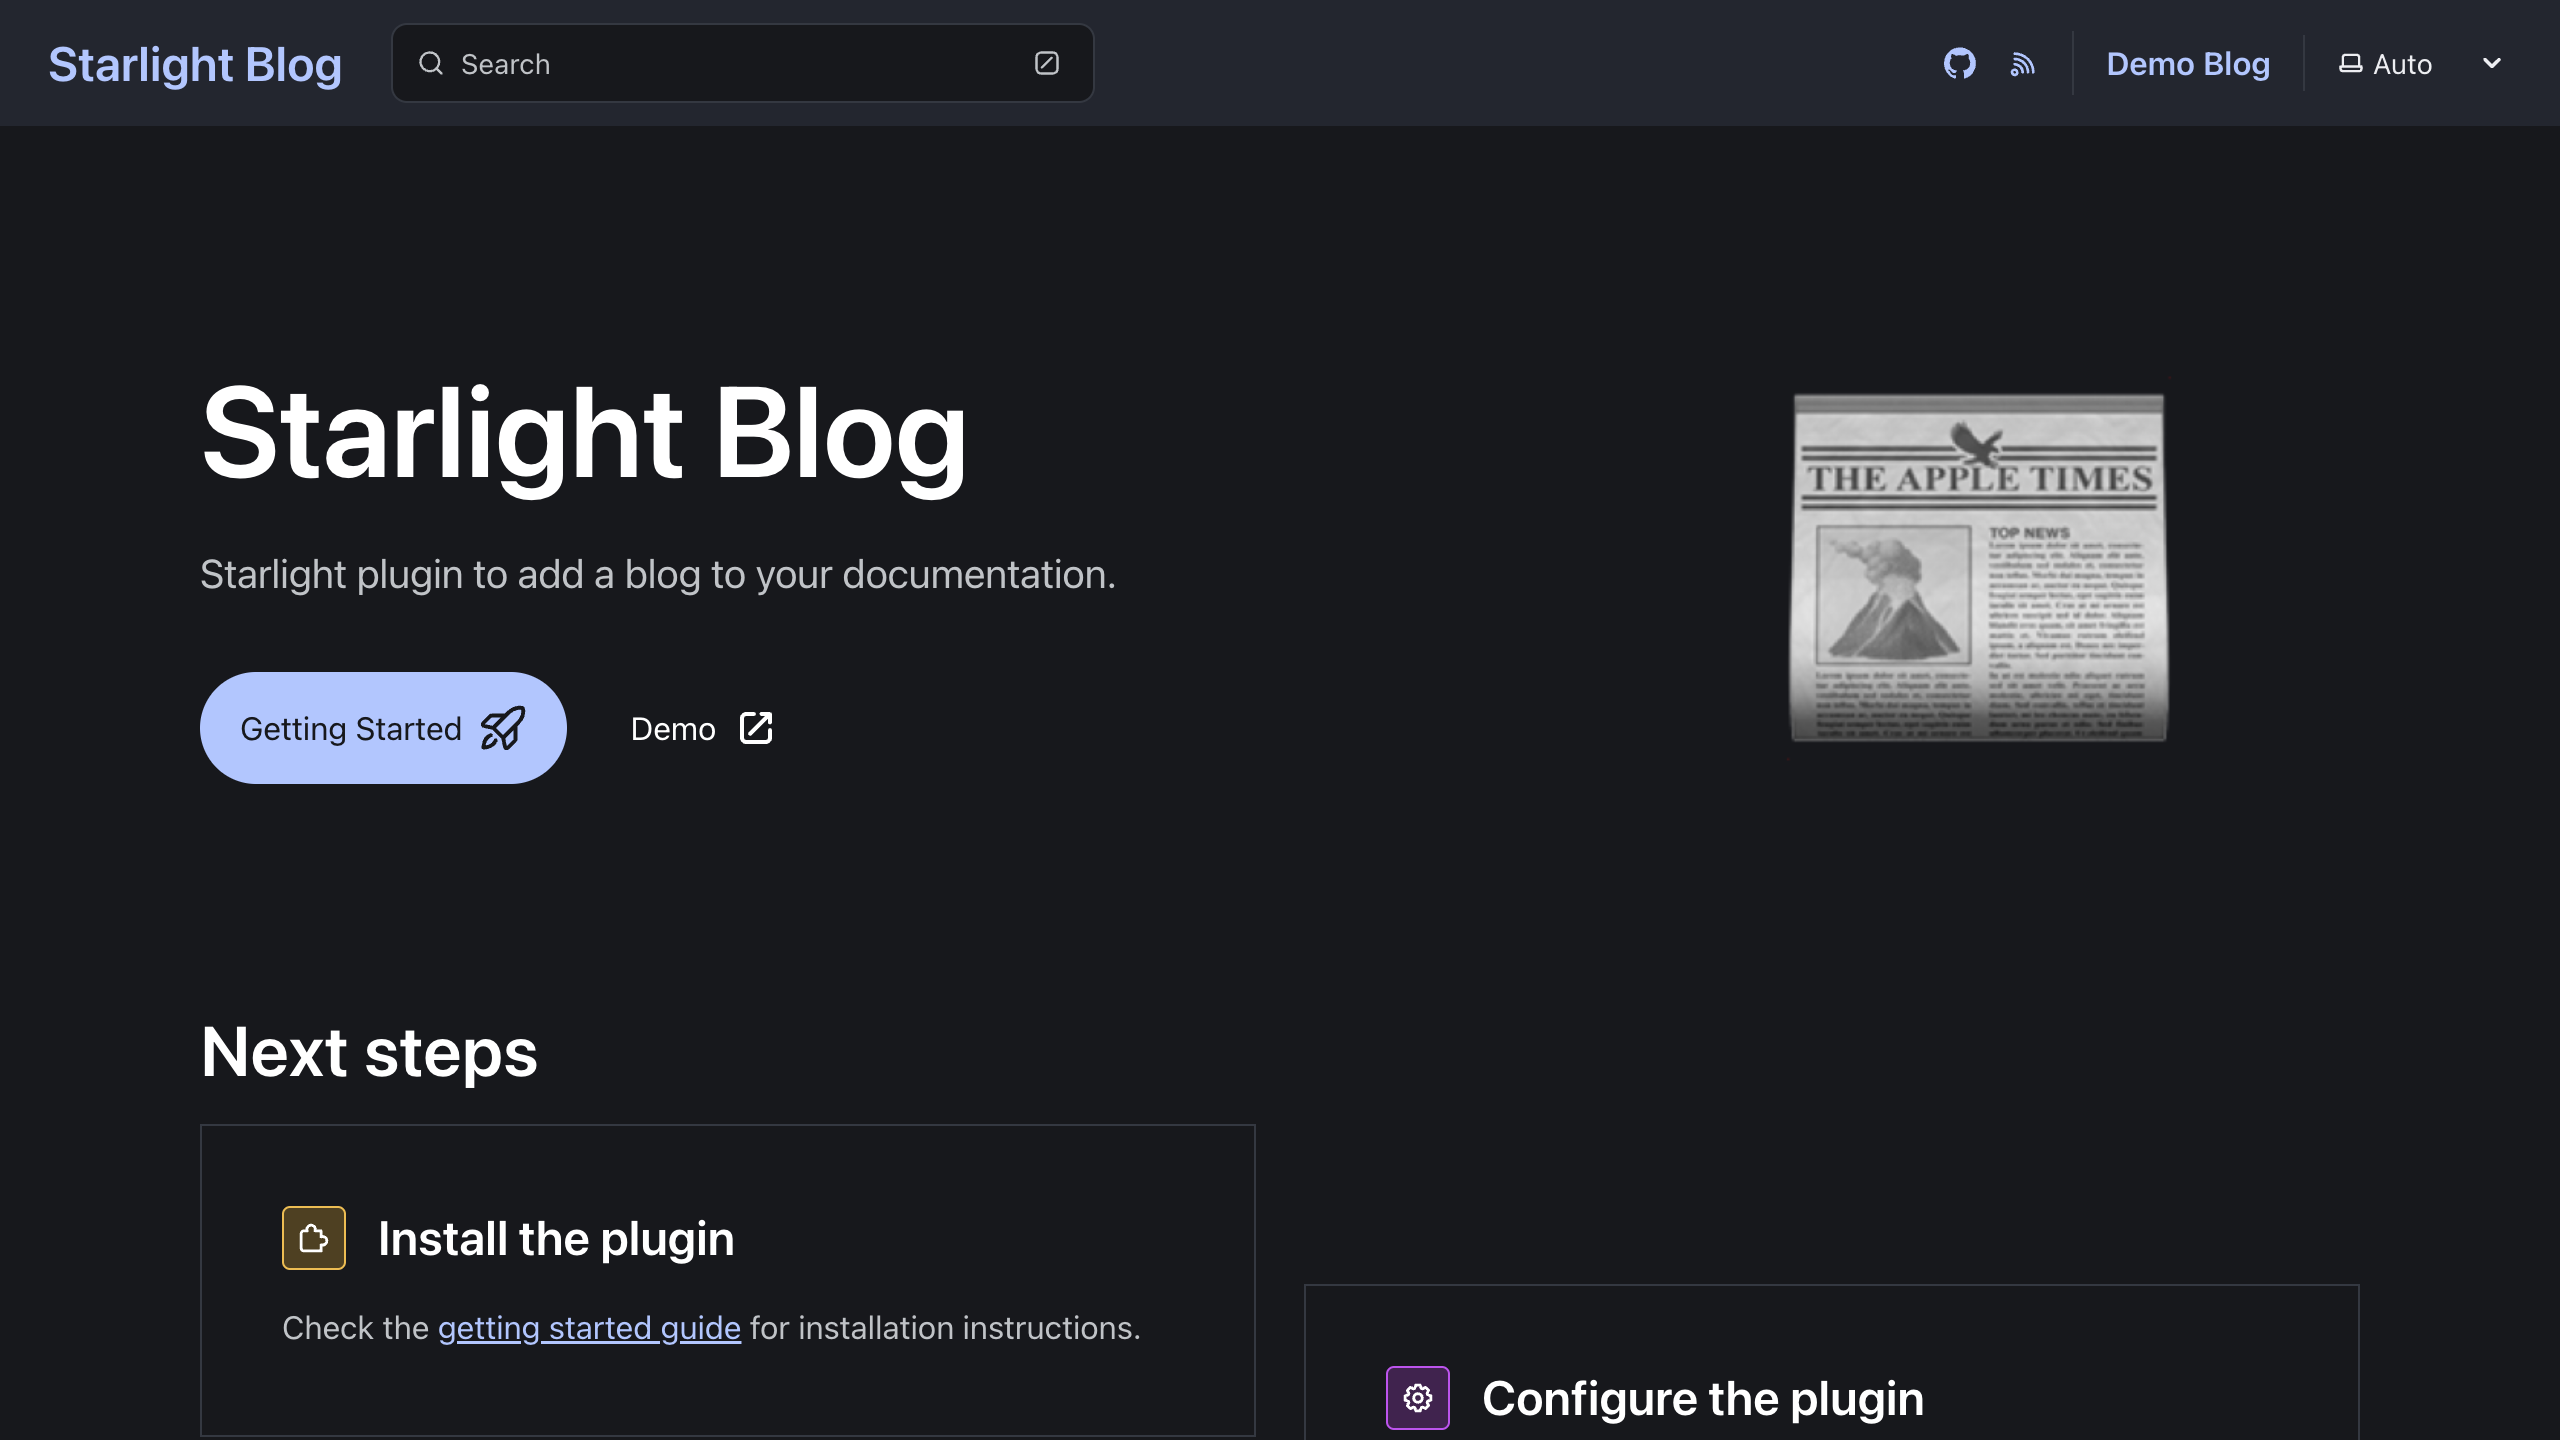 Starlight Blog
Search
Demo Blog
Auto
Starlight Blog
Starlight plugin to add a blog to your documentation.
Getting Started
Demo
THE APPLE TIMES
TOP NEWS
Next steps
Install the plugin
Check the getting started guide for installation instructions.
Configure the plugin